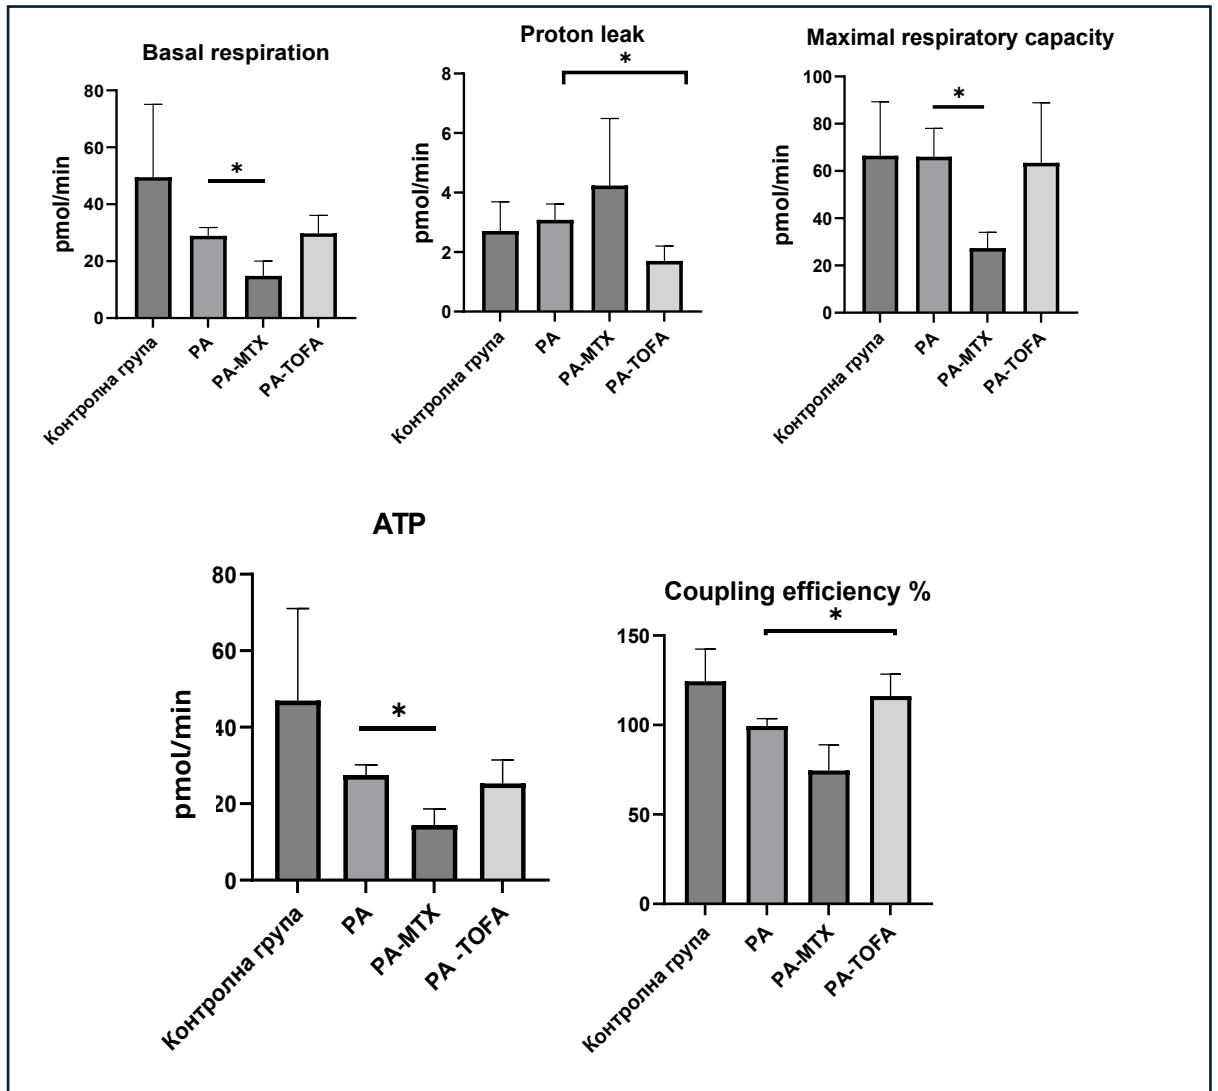 Basal respiration
pmol/min
80
60
40
20
0
*
Контролна група
PA
PA-MTX
PA-TOFA
Proton leak
pmol/min
8
6
4
2
0
*
Контролна група
PA
PA-MTX
PA-TOFA
Maximal respiratory capacity
pmol/min
100
80
60
40
20
0
*
Контролна група
PA
PA-MTX
PA-TOFA
ATP
pmol/min
80
60
40
20
0
*
Контролна група
PA
PA-MTX
PA -TOFA
Coupling efficiency %
150
100
50
0
*
Контролна група
PA
PA-MTX
PA-TOFA